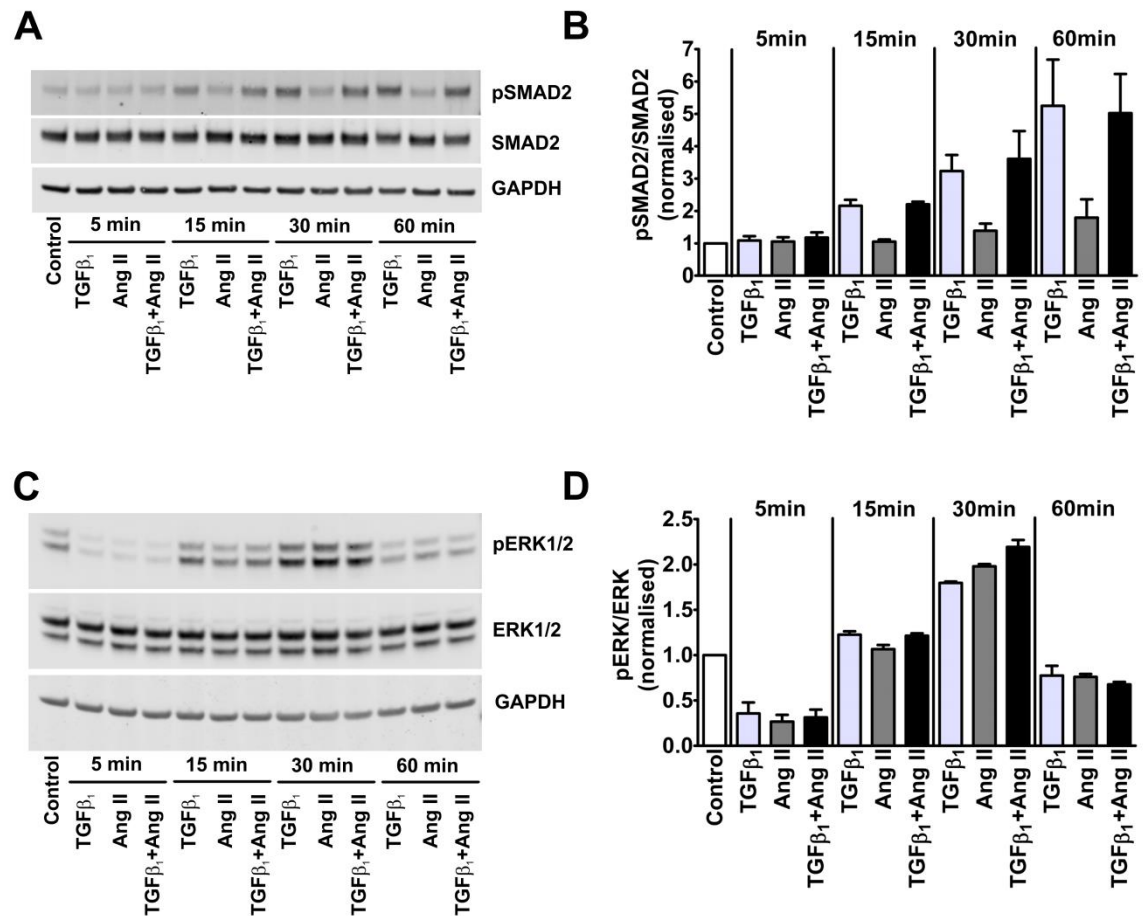 A
pSMAD2
SMAD2
GAPDH
5 min 15 min 30 min 60 min
Control TGFβ₁ Ang II TGFβ₁+Ang II TGFβ₁ Ang II TGFβ₁+Ang II TGFβ₁ Ang II TGFβ₁+Ang II TGFβ₁ Ang II TGFβ₁+Ang II
B
5min 15min 30min 60min
pSMAD2/SMAD2
(normalised)
7
6
5
4
3
2
1
0
Control TGFβ₁ Ang II TGFβ₁+Ang II TGFβ₁ Ang II TGFβ₁+Ang II TGFβ₁ Ang II TGFβ₁+Ang II TGFβ₁ Ang II TGFβ₁+Ang II
C
pERK1/2
ERK1/2
GAPDH
5 min 15 min 30 min 60 min
Control TGFβ₁ Ang II TGFβ₁+Ang II TGFβ₁ Ang II TGFβ₁+Ang II TGFβ₁ Ang II TGFβ₁+Ang II TGFβ₁ Ang II TGFβ₁+Ang II
D
5min 15min 30min 60min
pERK/ERK
(normalised)
2.5
2.0
1.5
1.0
0.5
0.0
Control TGFβ₁ Ang II TGFβ₁+Ang II TGFβ₁ Ang II TGFβ₁+Ang II TGFβ₁ Ang II TGFβ₁+Ang II TGFβ₁ Ang II TGFβ₁+Ang II